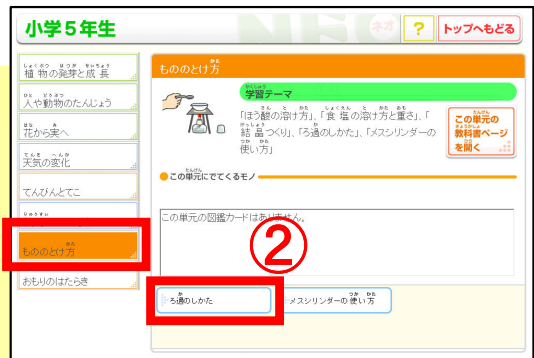 小学5年生
NEO
ネオ
?
トップへもどる
植物の発芽と成長
人や動物のたんじょう
花から実へ
天気の変化
てんびんとてこ
もののとけ方
おもりのはたらき
もののとけ方
学習テーマ
「ほう酸の溶け方」、「食塩の溶け方と重さ」、「
結晶つくり」、「ろ過のしかた」、「メスシリンダーの
使い方」
この単元の
教科書ページ
を開く
この単元にでてくるモノ
この単元の図鑑カードはありません。
②
ろ過のしかた
メスシリンダーの使い方